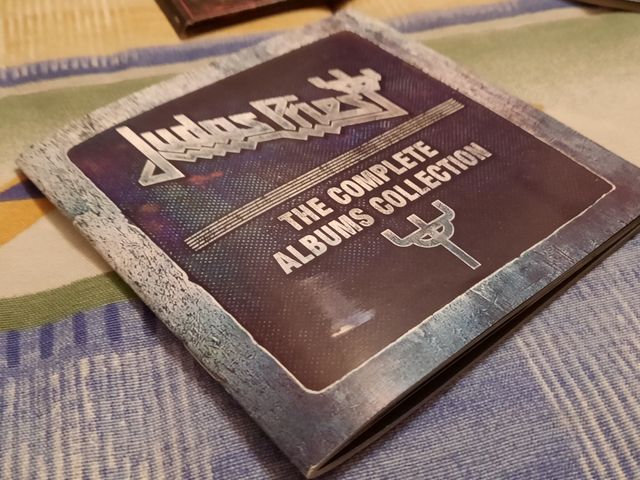 Judas Priest
THE COMPLETE
ALBUMS COLLECTION